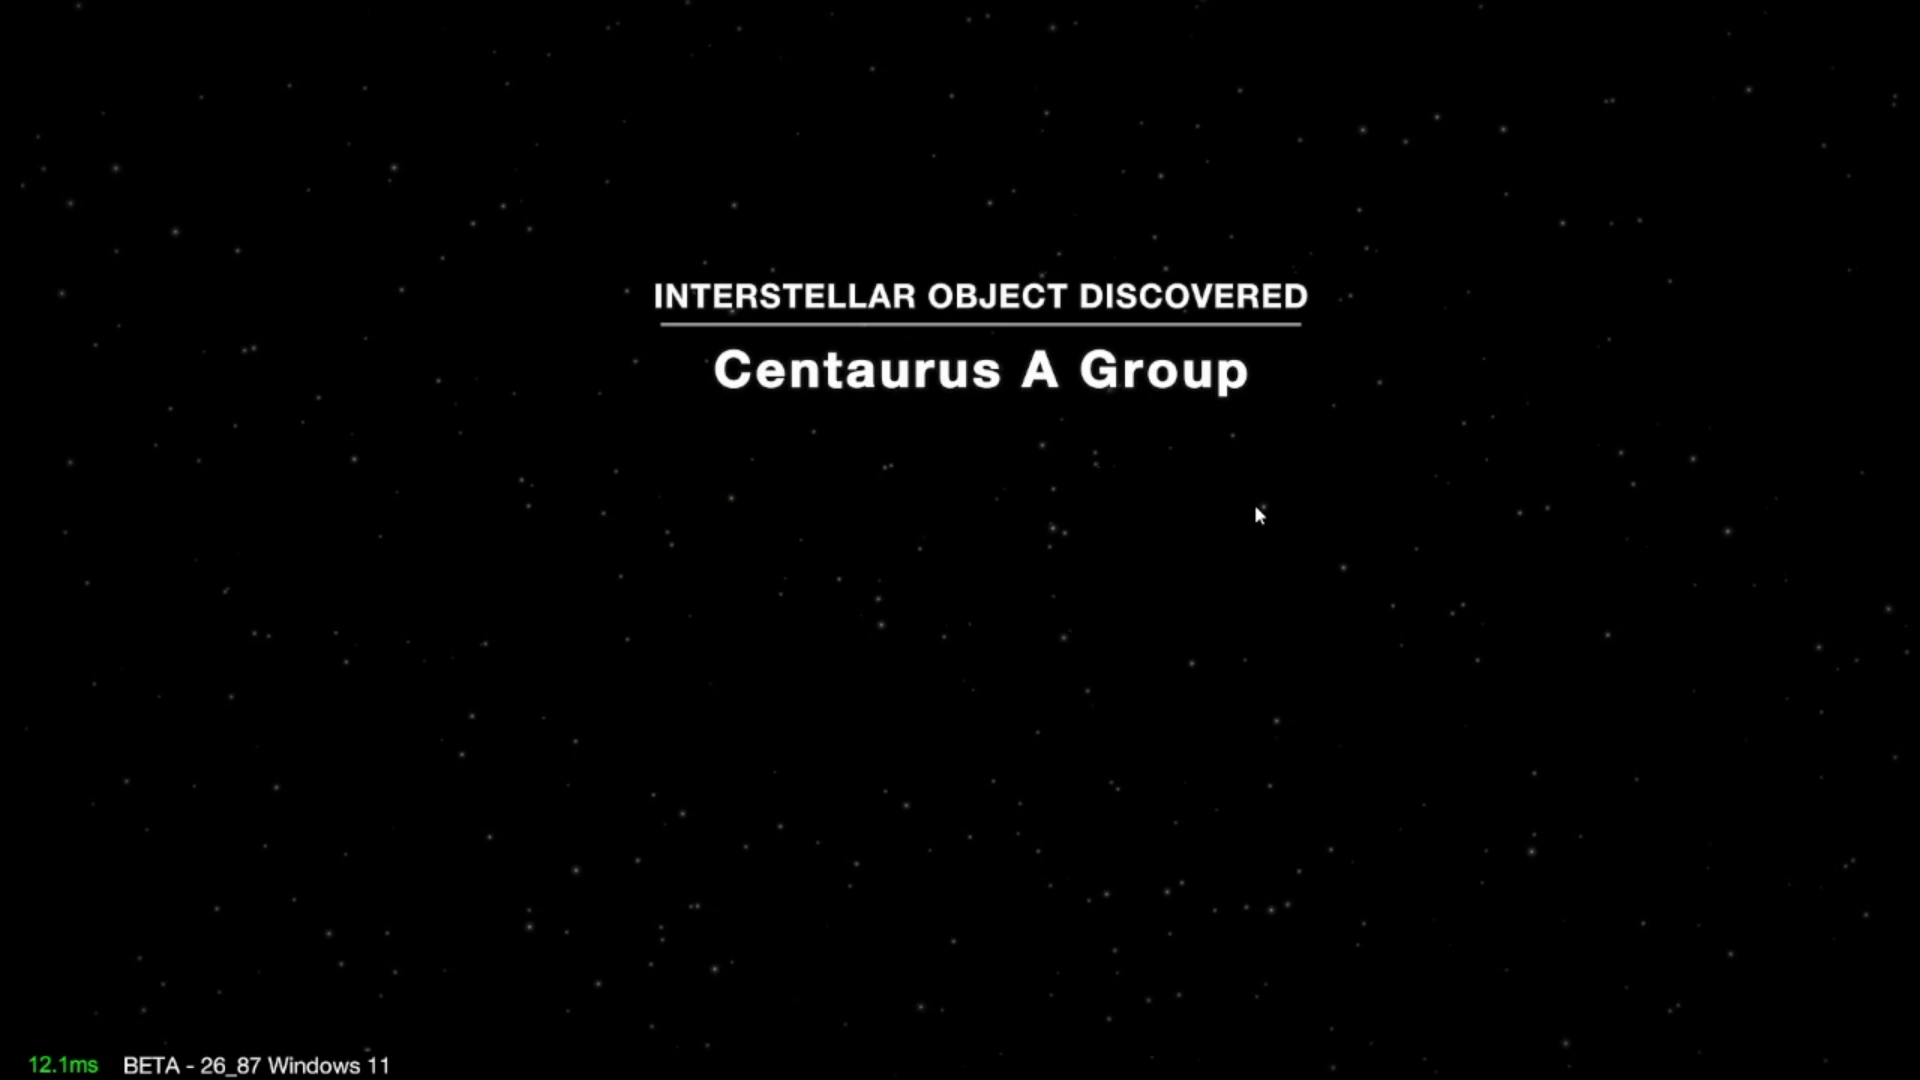 INTERSTELLAR OBJECT DISCOVERED
Centaurus A Group
12.1ms BETA - 26_87 Windows 11